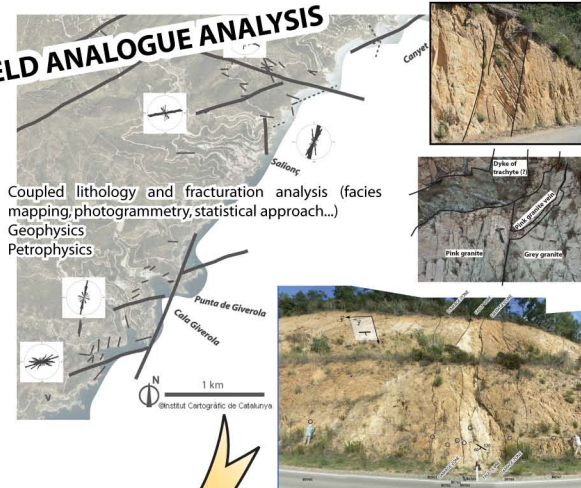 ELD ANALOGUE ANALYSIS
Canyet
Salionç
Coupled lithology and fracturation analysis (facies
mapping, photogrammetry, statistical approach...)
Geophysics
Petrophysics
Punta de Giverola
Cala Giverola
N
1 km
©Institut Cartogràfic de Catalunya
Dyke of
trachyte (?)
Pink granite vein
Pink granite
Grey granite